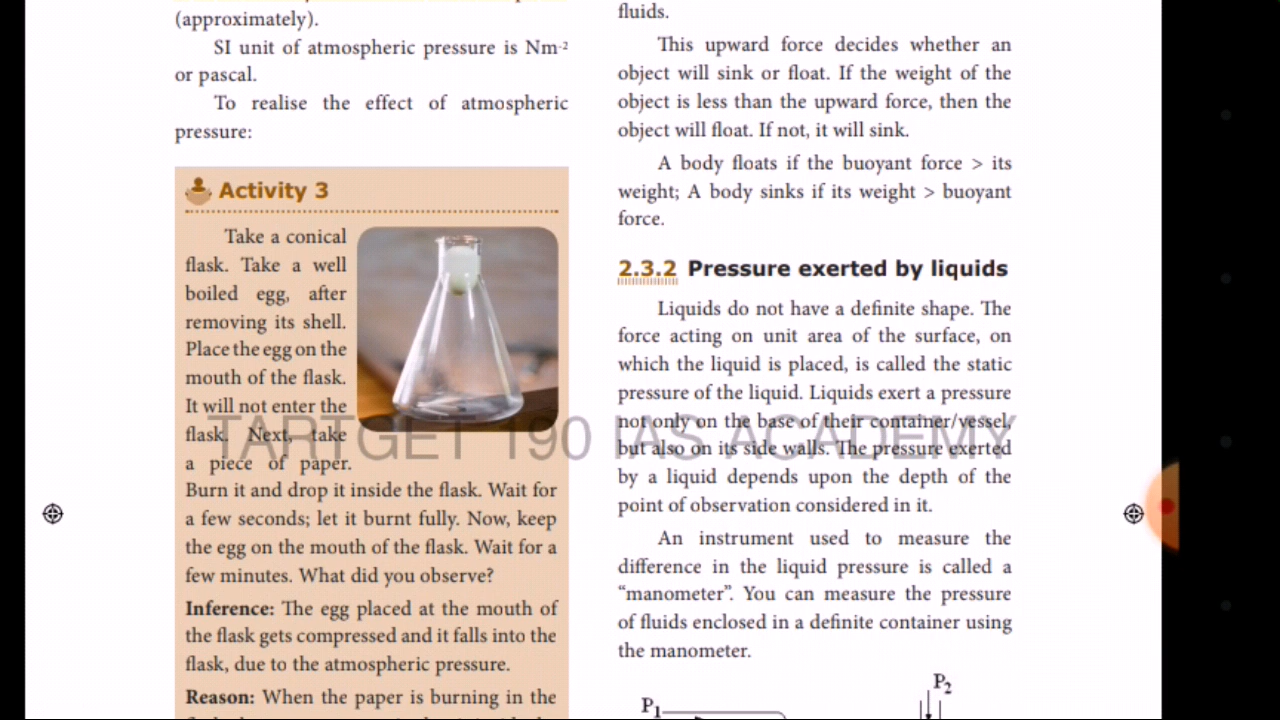 (approximately).
SI unit of atmospheric pressure is Nm-2
or pascal.
To realise the effect of atmospheric
pressure:
Activity 3
Take a conical
flask. Take a well
boiled egg, after
removing its shell.
Place the egg on the
mouth of the flask.
It will not enter the
flask. Next, take
a piece of paper.
Burn it and drop it inside the flask. Wait for
a few seconds; let it burnt fully. Now, keep
the egg on the mouth of the flask. Wait for a
few minutes. What did you observe?
Inference: The egg placed at the mouth of
the flask gets compressed and it falls into the
flask, due to the atmospheric pressure.
Reason: When the paper is burning in the
fluids.
This upward force decides whether an
object will sink or float. If the weight of the
object is less than the upward force, then the
object will float. If not, it will sink.
A body floats if the buoyant force > its
weight; A body sinks if its weight > buoyant
force.
2.3.2 Pressure exerted by liquids
Liquids do not have a definite shape. The
force acting on unit area of the surface, on
which the liquid is placed, is called the static
pressure of the liquid. Liquids exert a pressure
not only on the base of their container/vessel,
but also on its side walls. The pressure exerted
by a liquid depends upon the depth of the
point of observation considered in it.
An instrument used to measure the
difference in the liquid pressure is called a
“manometer”. You can measure the pressure
of fluids enclosed in a definite container using
the manometer.
P1
P2
TARTGET 190 IAS ACADEMY